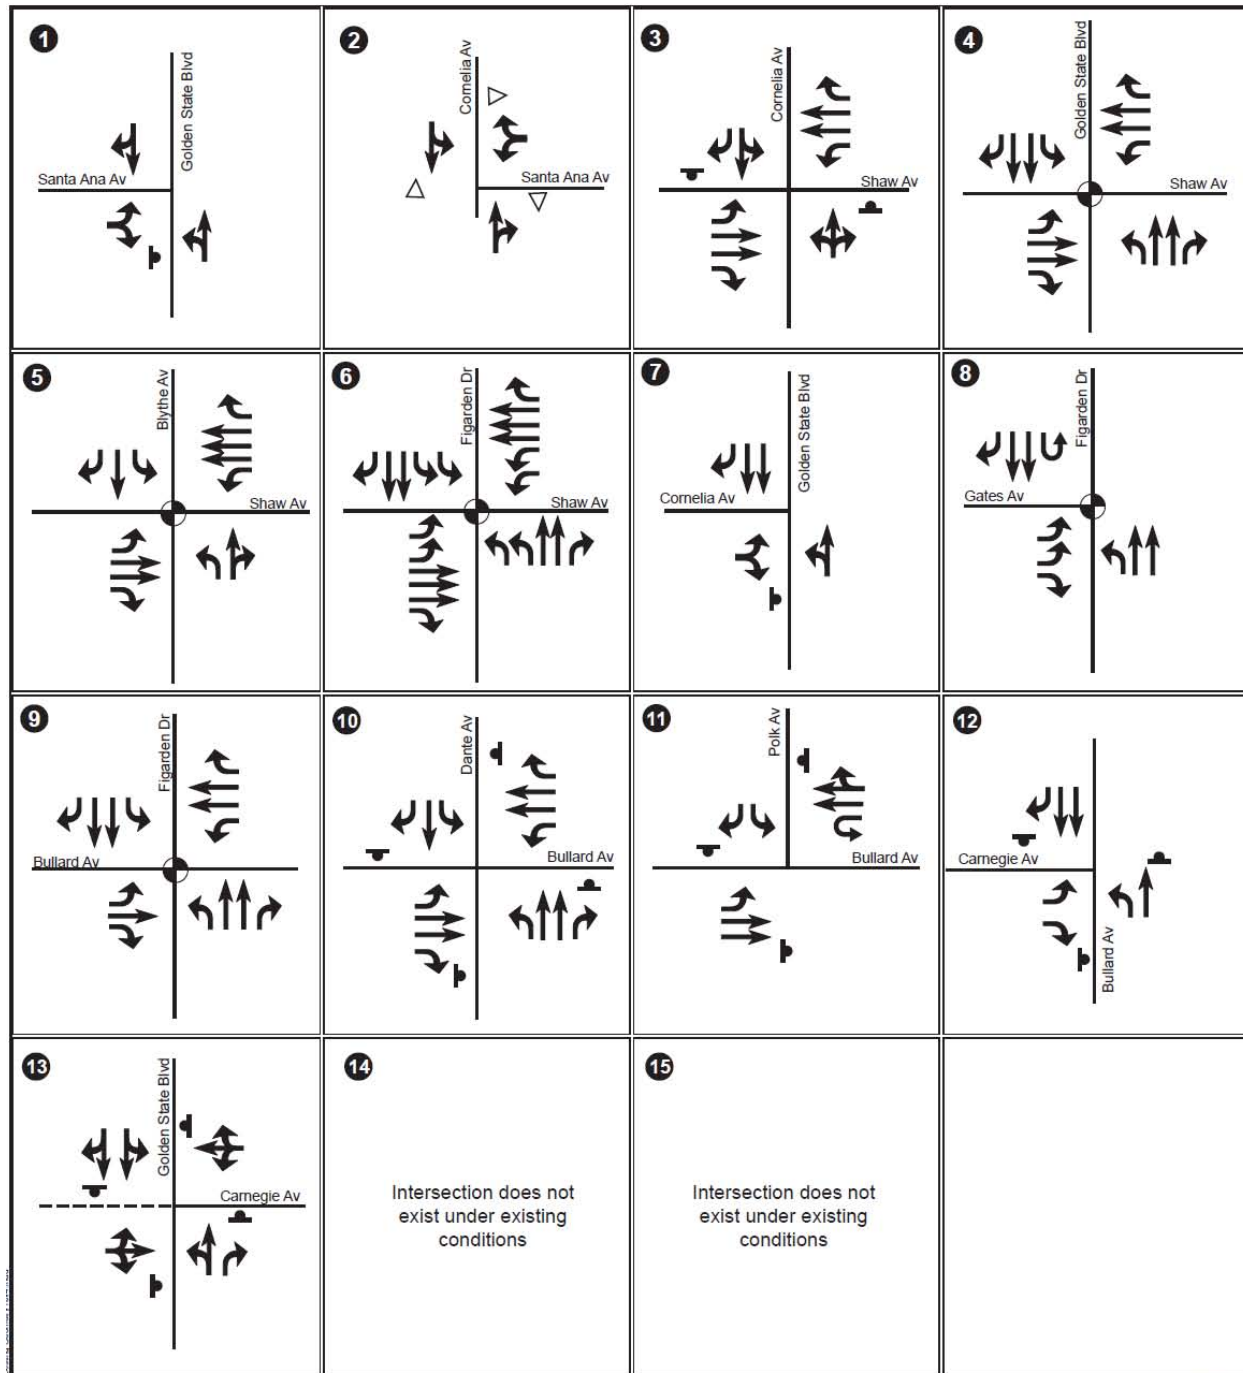 1
Golden State Blvd
Santa Ana Av
2
Cornelia Av
Santa Ana Av
3
Cornelia Av
Shaw Av
4
Golden State Blvd
Shaw Av
5
Blythe Av
Shaw Av
6
Figarden Dr
Shaw Av
7
Golden State Blvd
Cornelia Av
8
Figarden Dr
Gates Av
9
Figarden Dr
Bullard Av
10
Dante Av
Bullard Av
11
Polk Av
Bullard Av
12
Carnegie Av
Bullard Av
13
Golden State Blvd
Carnegie Av
14
Intersection does not
exist under existing
conditions
15
Intersection does not
exist under existing
conditions